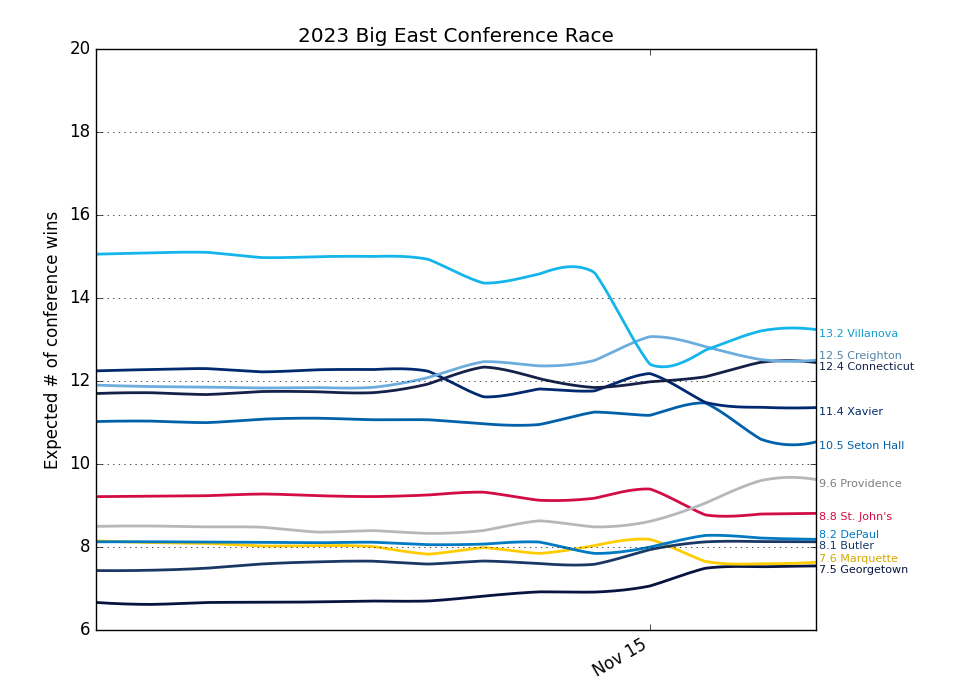 2023 Big East Conference Race
Expected # of conference wins
20
18
16
14
12
10
8
6
Nov 15
13.2 Villanova
12.5 Creighton
12.4 Connecticut
11.4 Xavier
10.5 Seton Hall
9.6 Providence
8.8 St. John's
8.2 DePaul
8.1 Butler
7.6 Marquette
7.5 Georgetown